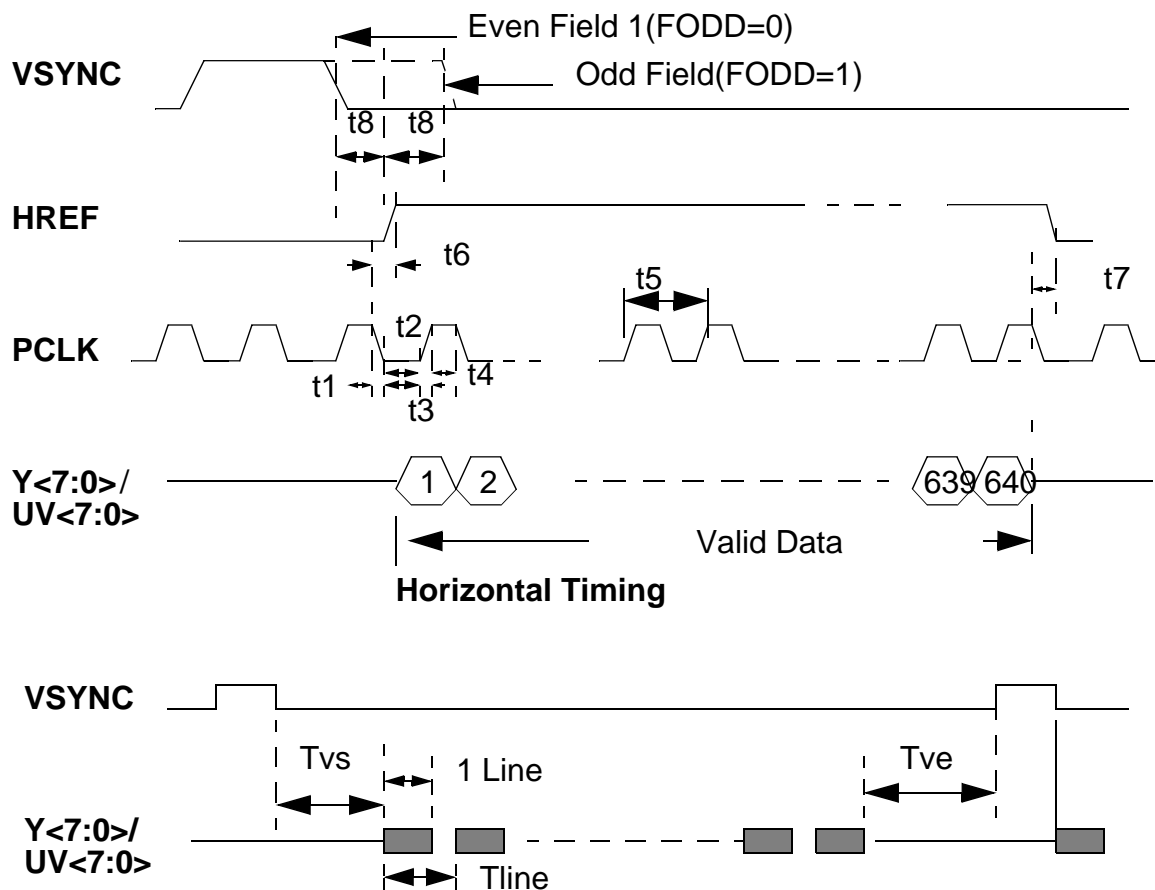 Even Field 1(FODD=0)
VSYNC
Odd Field(FODD=1)
t8 t8
HREF
t6
t5 t7
PCLK
t2
t1 t4
t3
Y<7:0>/
UV<7:0>
1 2 639 640
Valid Data
Horizontal Timing
VSYNC
Tvs 1 Line Tve
Y<7:0>/
UV<7:0>
Tline